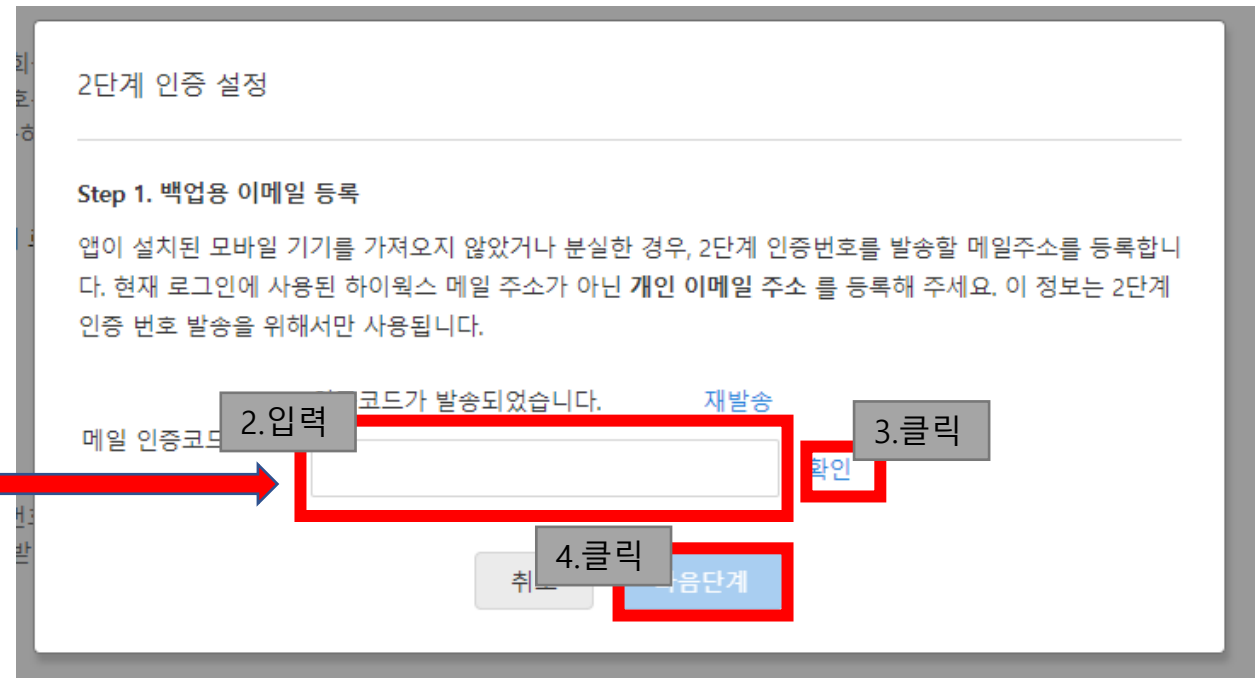 2단계 인증 설정
Step 1. 백업용 이메일 등록
앱이 설치된 모바일 기기를 가져오지 않았거나 분실한 경우, 2단계 인증번호를 발송할 메일주소를 등록합니
다. 현재 로그인에 사용된 하이웍스 메일 주소가 아닌 개인 이메일 주소 를 등록해 주세요. 이 정보는 2단계
인증 번호 발송을 위해서만 사용됩니다.
코드가 발송되었습니다. 재발송
2.입력
3.클릭
메일 인증코드
확인
4.클릭
음단계